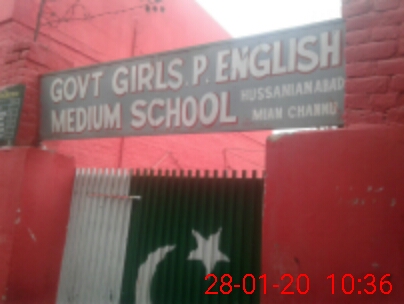 GOVT GIRLS. P. ENGLISH
MEDIUM SCHOOL HUSSANIANABAD
MIAN CHANNU
28-01-20 10:36